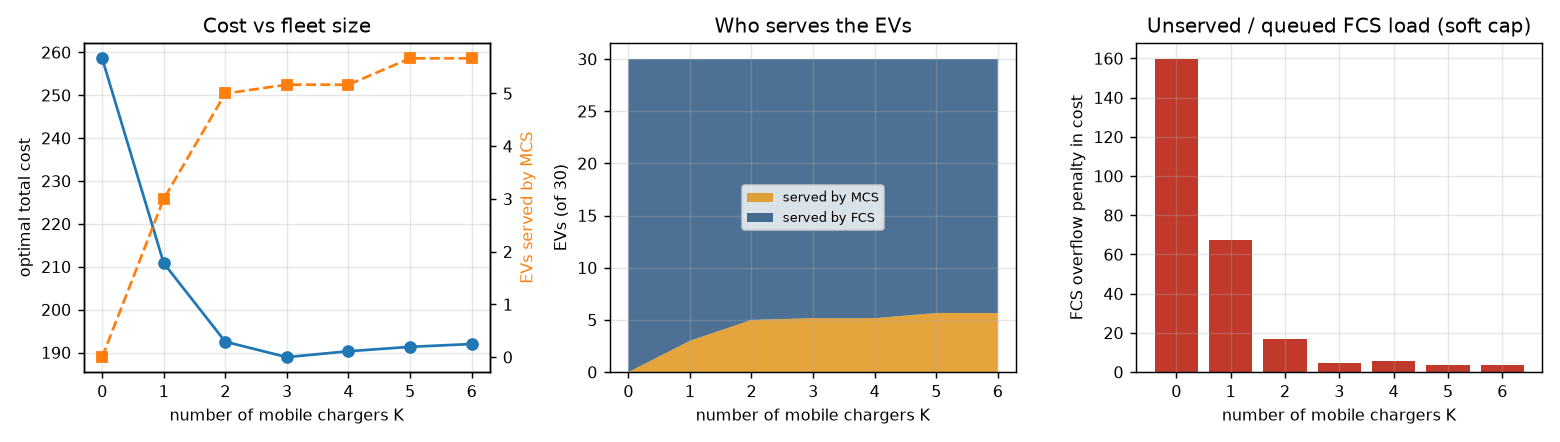 Cost vs fleet size
260
250
240
230
220
210
200
190
optimal total cost
0 1 2 3 4 5 6
number of mobile chargers K
5
4
3
2
1
0
EVs served by MCS
Who serves the EVs
30
25
20
15
10
5
0
EVs (of 30)
served by MCS
served by FCS
0 1 2 3 4 5 6
number of mobile chargers K
Unserved / queued FCS load (soft cap)
160
140
120
100
80
60
40
20
0
FCS overflow penalty in cost
0 1 2 3 4 5 6
number of mobile chargers K